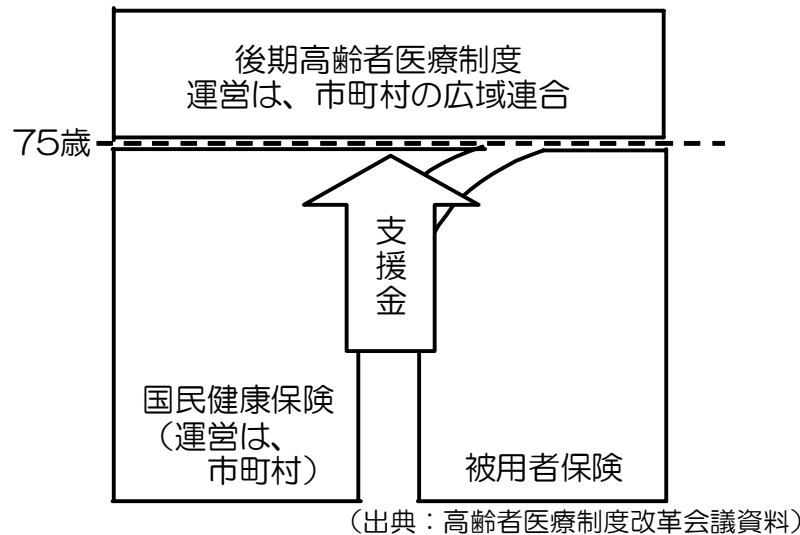 後期高齢者医療制度
運営は、市町村の広域連合
75歳
支援金
国民健康保険
（運営は、
市町村）
被用者保険
（出典：高齢者医療制度改革会議資料）